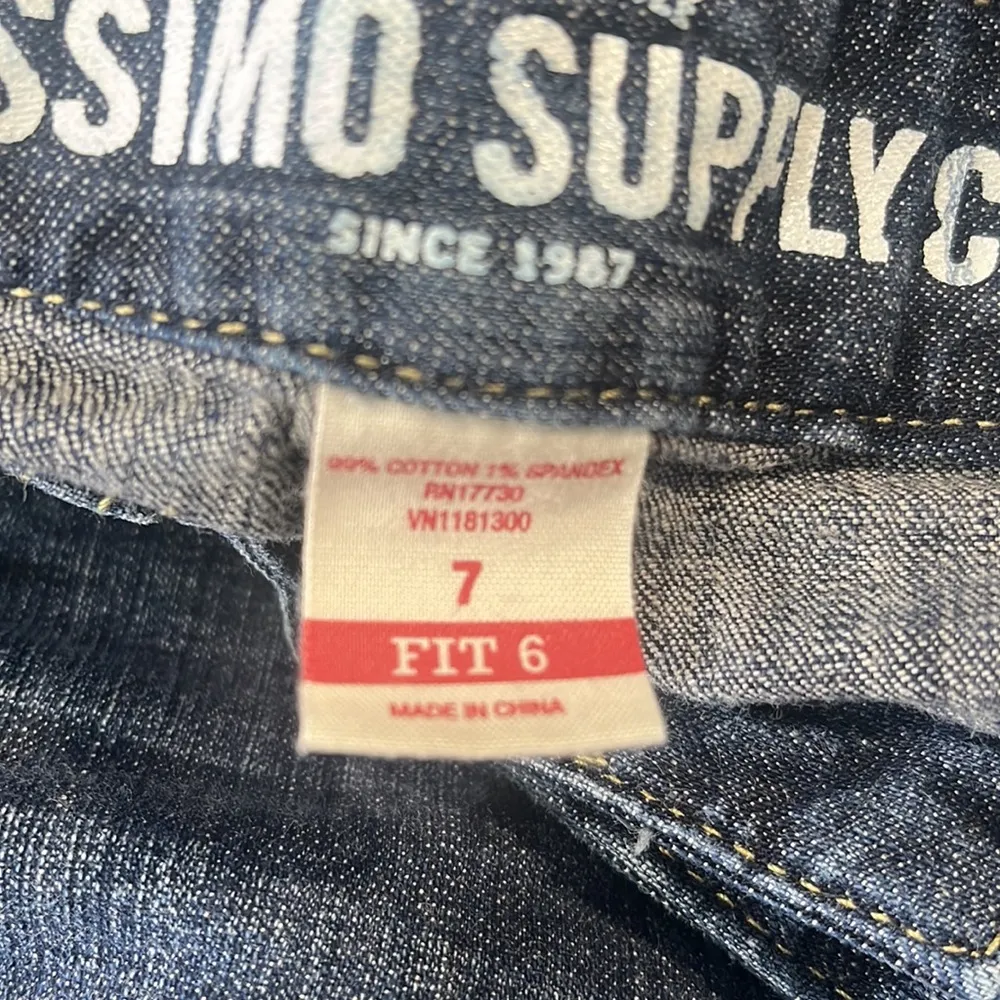 SSIMO SUPPLY C
SINCE 1987
99% COTTON 1% SPANDEX
RN17730
VN1181300
7
FIT 6
MADE IN CHINA